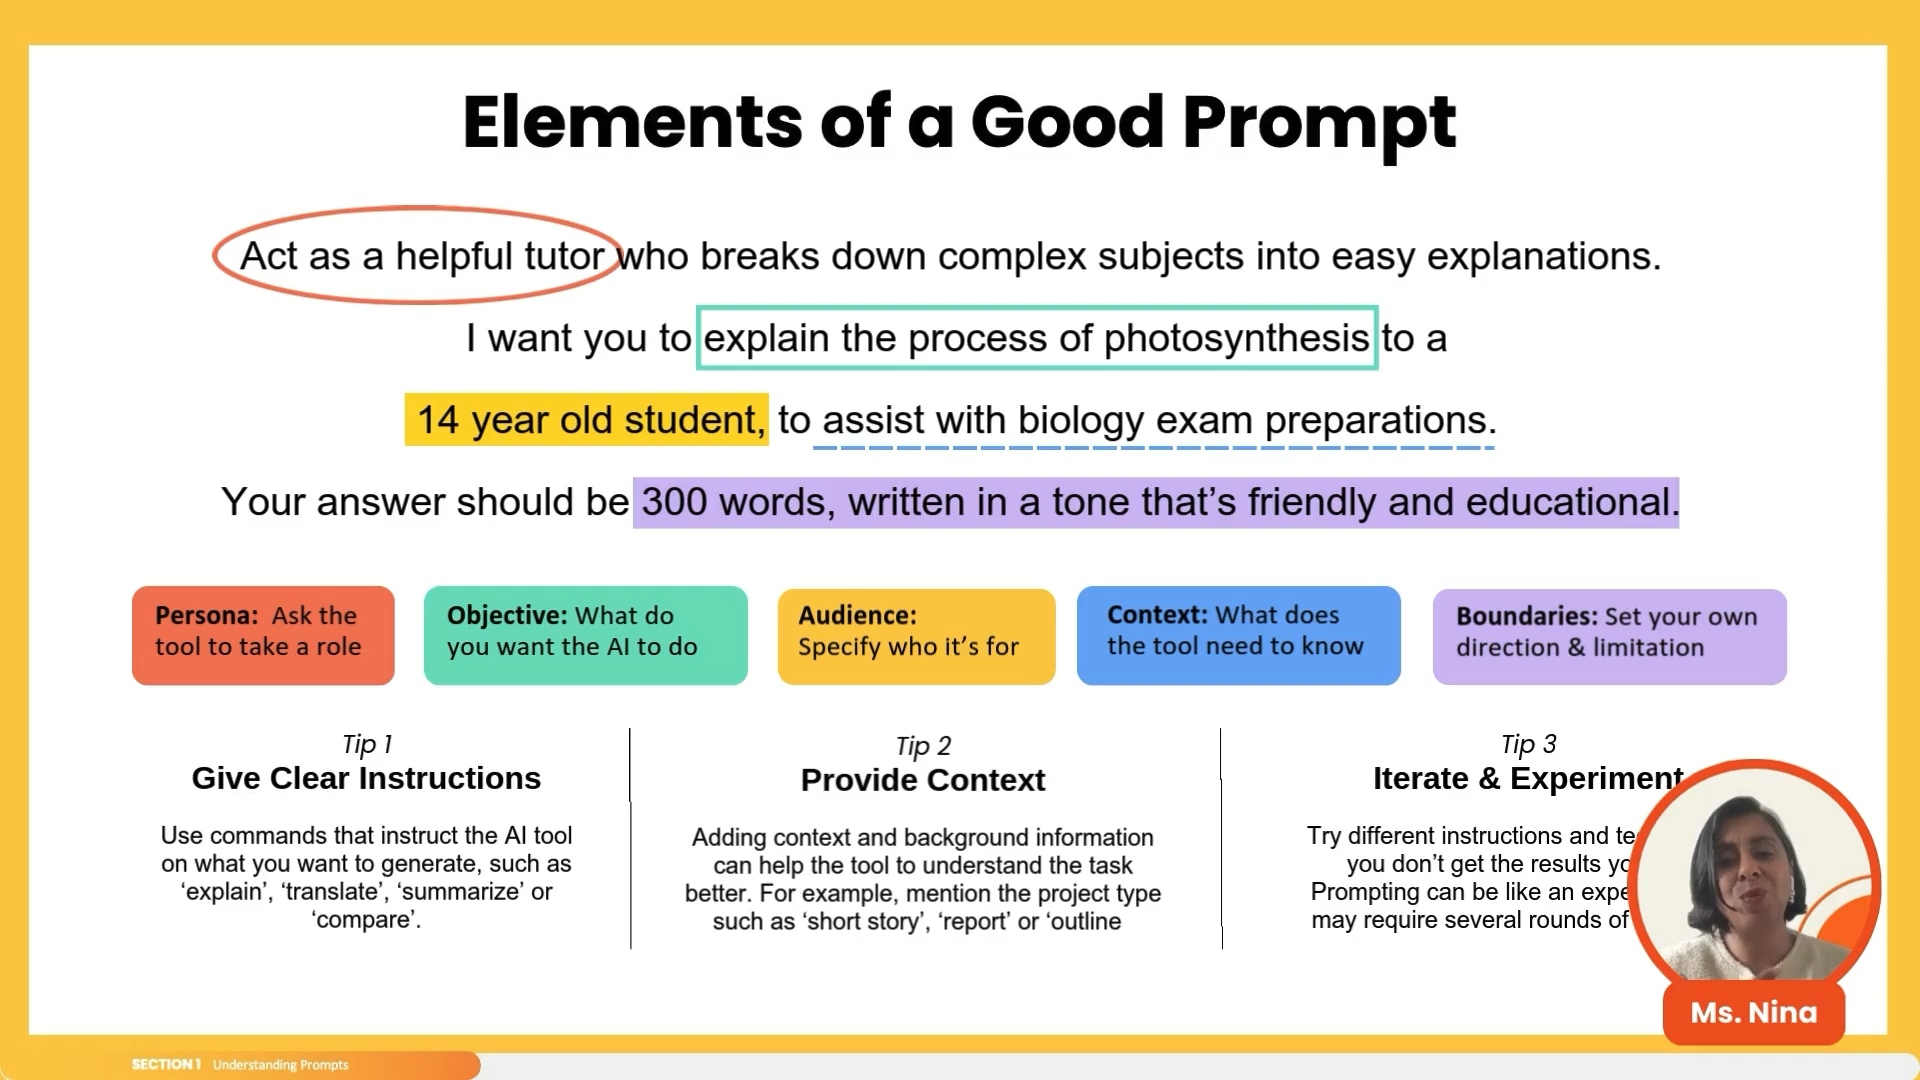 Elements of a Good Prompt
Act as a helpful tutor who breaks down complex subjects into easy explanations.
I want you to explain the process of photosynthesis to a
14 year old student, to assist with biology exam preparations.
Your answer should be 300 words, written in a tone that’s friendly and educational.
Persona: Ask the
tool to take a role
Objective: What do
you want the AI to do
Audience:
Specify who it’s for
Context: What does
the tool need to know
Boundaries: Set your own
direction & limitation
Tip 1
Give Clear Instructions
Use commands that instruct the AI tool
on what you want to generate, such as
‘explain’, ‘translate’, ‘summarize’ or
‘compare’.
Tip 2
Provide Context
Adding context and background information
can help the tool to understand the task
better. For example, mention the project type
such as ‘short story’, ‘report’ or ‘outline
Tip 3
Iterate & Experiment
Try different instructions and
you don’t get the results
Prompting can be like an
may require several rounds of
Ms. Nina
SECTION 1 Understanding Prompts